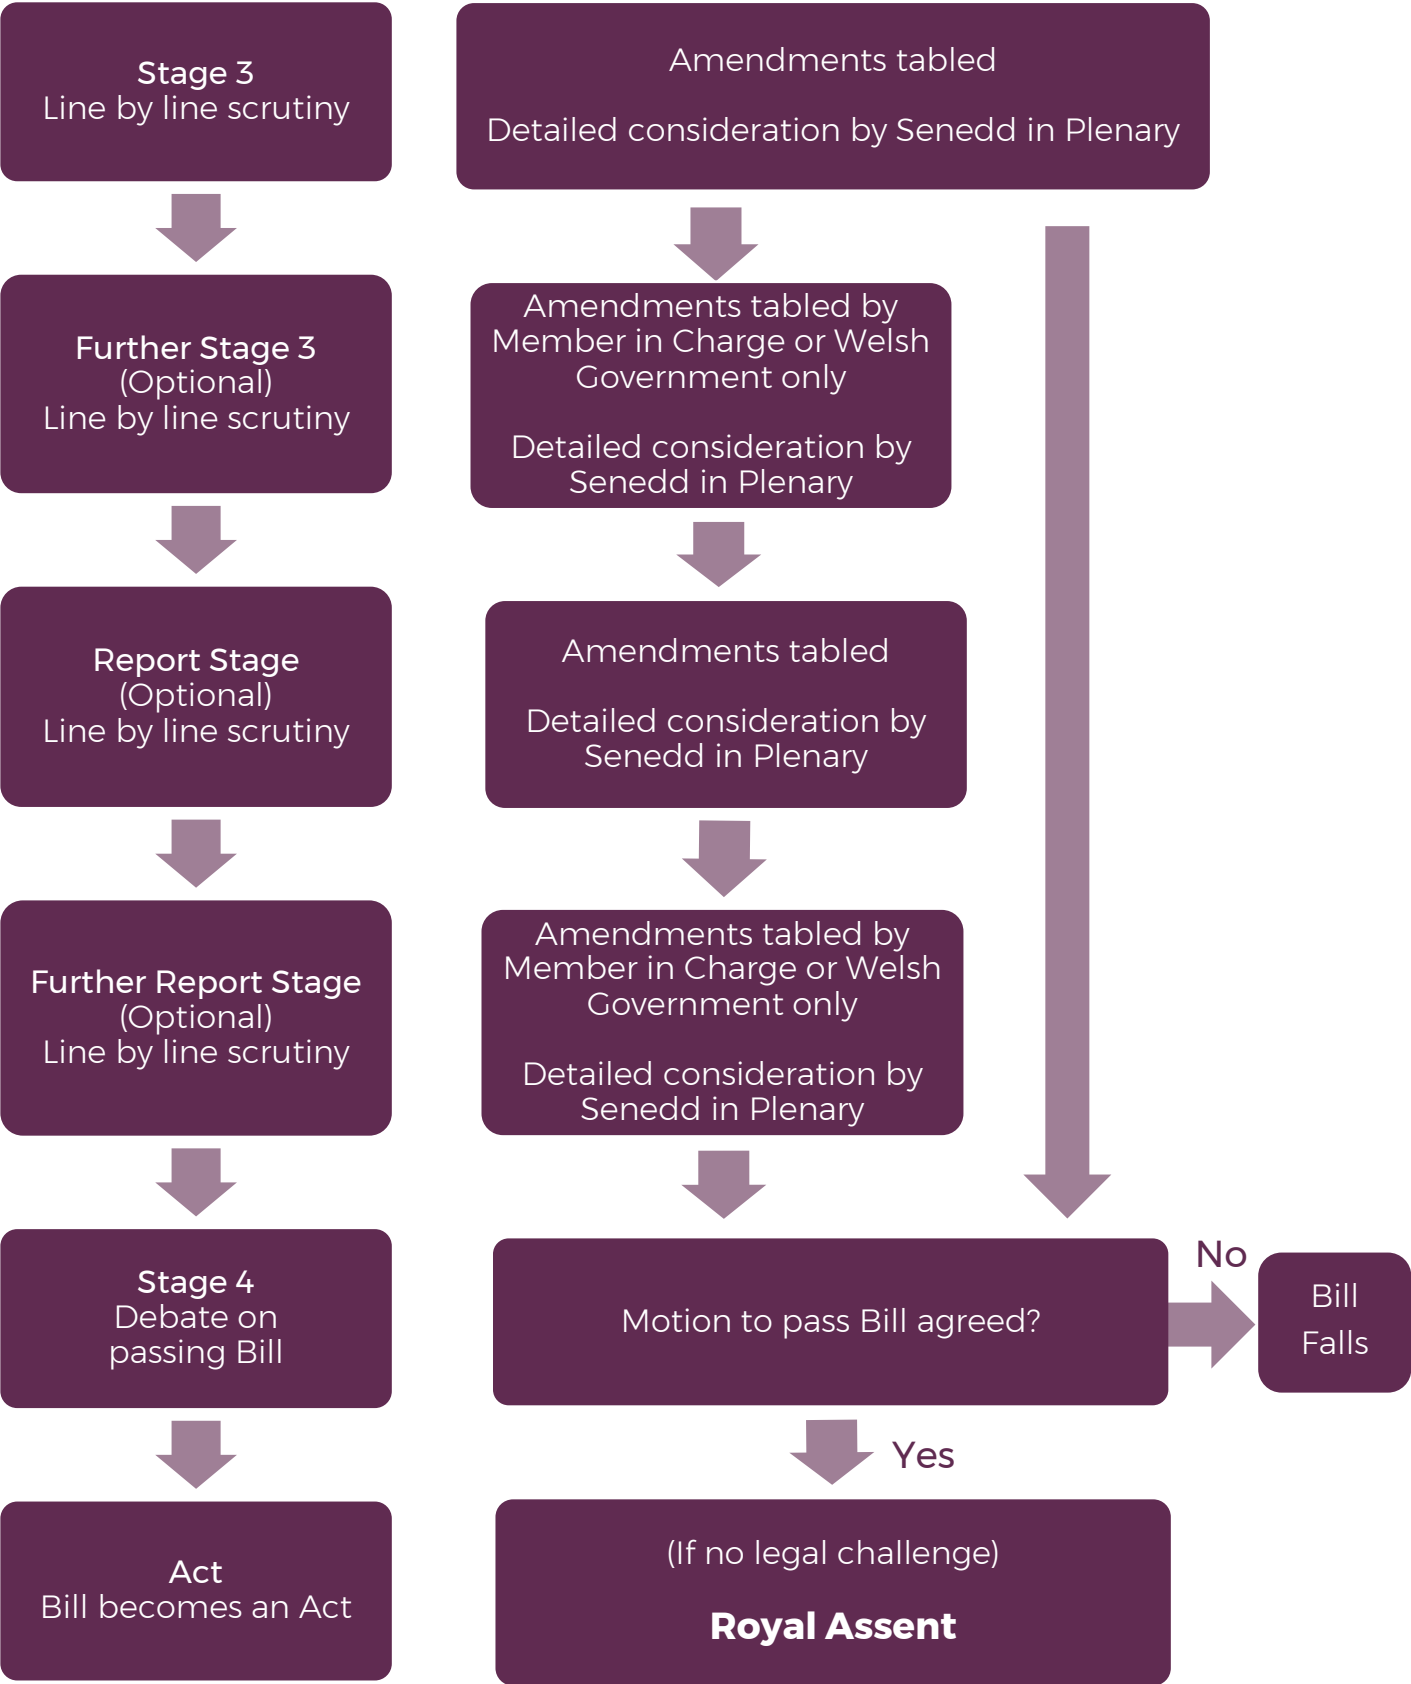 Stage 3
Line by line scrutiny
Amendments tabled
Detailed consideration by Senedd in Plenary
Further Stage 3
(Optional)
Line by line scrutiny
Amendments tabled by
Member in Charge or Welsh
Government only
Detailed consideration by
Senedd in Plenary
Report Stage
(Optional)
Line by line scrutiny
Amendments tabled
Detailed consideration by
Senedd in Plenary
Further Report Stage
(Optional)
Line by line scrutiny
Amendments tabled by
Member in Charge or Welsh
Government only
Detailed consideration by
Senedd in Plenary
Stage 4
Debate on
passing Bill
Motion to pass Bill agreed?
No
Bill
Falls
Yes
Act
Bill becomes an Act
(If no legal challenge)
Royal Assent